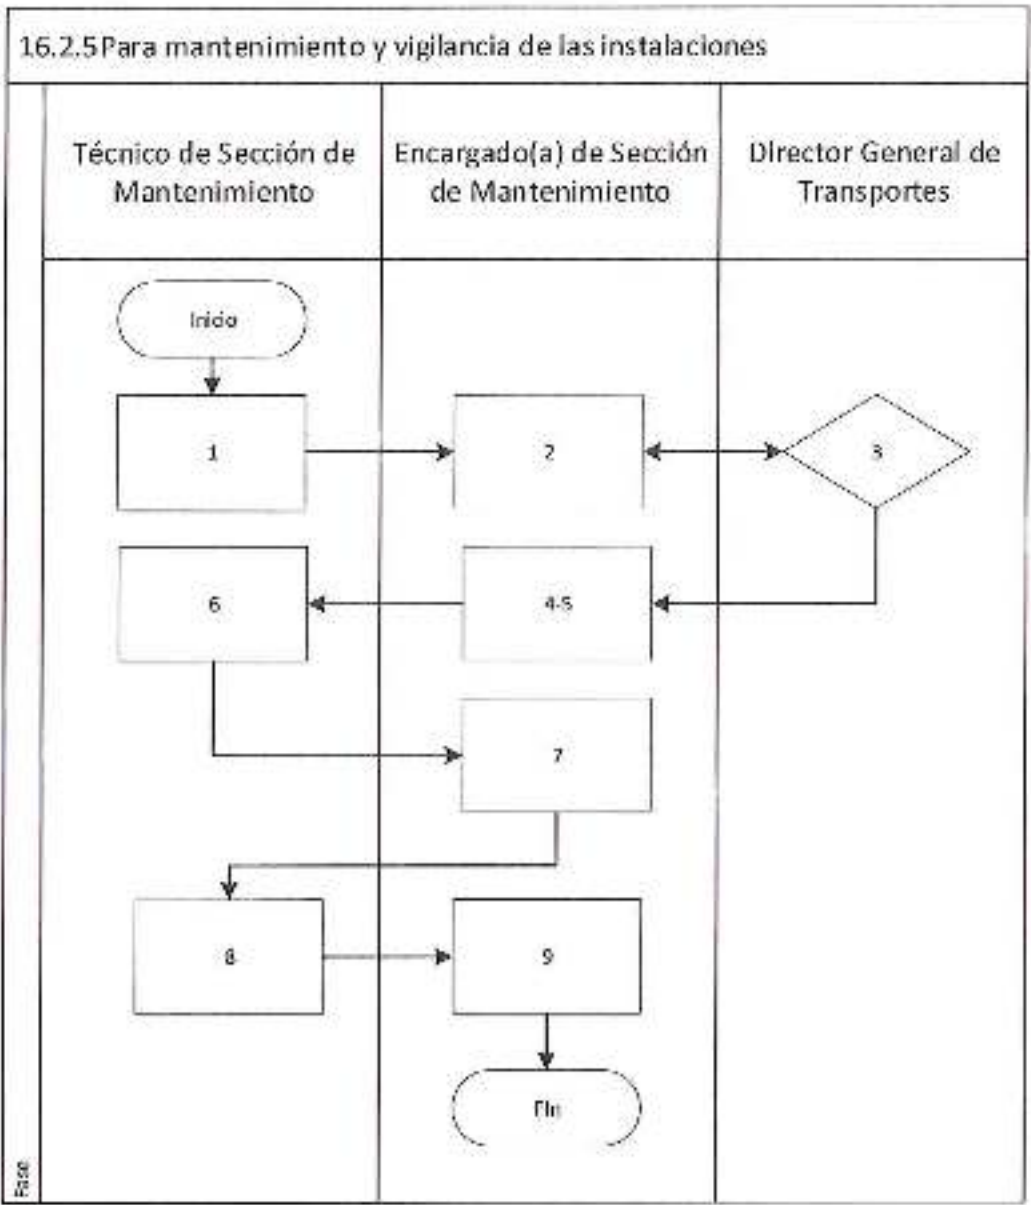 16.2.5 Para mantenimiento y vigilancia de las instalaciones
Técnico de Sección de
Mantenimiento
Encargado(a) de Sección
de Mantenimiento
Director General de
Transportes
Inicio
1
2
3
6
4-5
7
8
9
Fin
Fase